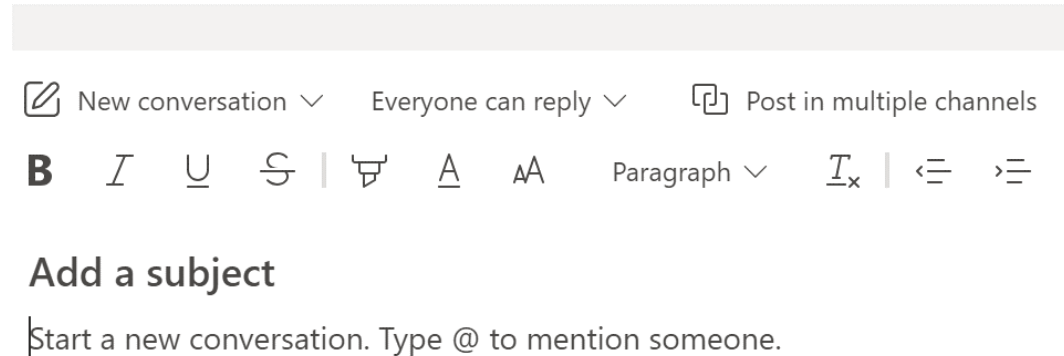 New conversation Everyone can reply Post in multiple channels
B I U S A AA Paragraph Tx
Add a subject
Start a new conversation. Type @ to mention someone.